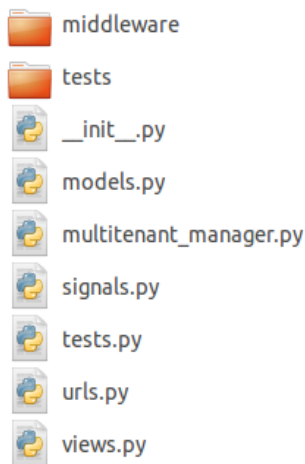 middleware
tests
__init__.py
models.py
multitenant_manager.py
signals.py
tests.py
urls.py
views.py